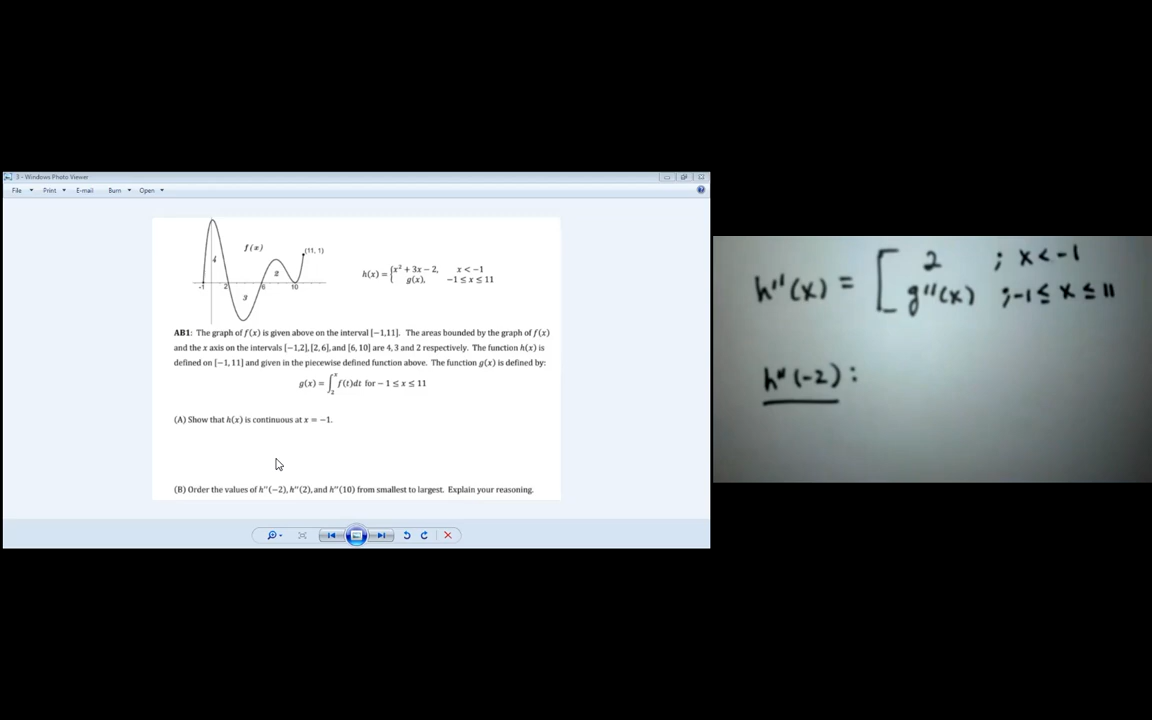 3 - Windows Photo Viewer
File Print E-mail Burn Open
f(x)
(11, 1)
4
2
3
-1 2 6 10
h(x) = { x² + 3x − 2, x < −1
g(x), −1 ≤ x ≤ 11
AB1: The graph of f(x) is given above on the interval [−1,11]. The areas bounded by the graph of f(x)
and the x axis on the intervals [−1,2], [2,6], and [6, 10] are 4, 3 and 2 respectively. The function h(x) is
defined on [−1, 11] and given in the piecewise defined function above. The function g(x) is defined by:
g(x) = ∫₂ˣ f(t)dt for − 1 ≤ x ≤ 11
(A) Show that h(x) is continuous at x = −1.
(B) Order the values of h''(−2), h''(2), and h''(10) from smallest to largest. Explain your reasoning.
h''(x) = [ 2 ; x < -1
g''(x) ; -1 ≤ x ≤ 11
h''(-2) :